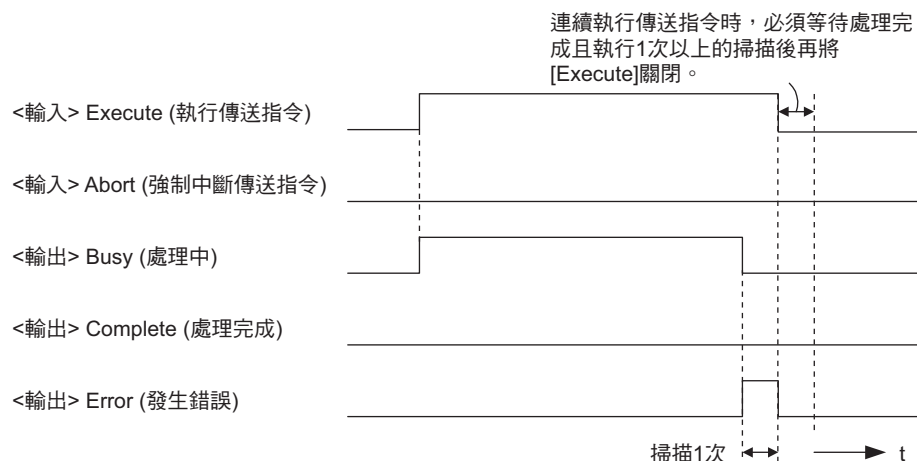 連續執行傳送指令時，必須等待處理完
成且執行1次以上的掃描後再將
[Execute]關閉。
<輸入> Execute (執行傳送指令)
<輸入> Abort (強制中斷傳送指令)
<輸出> Busy (處理中)
<輸出> Complete (處理完成)
<輸出> Error (發生錯誤)
掃描1次
t